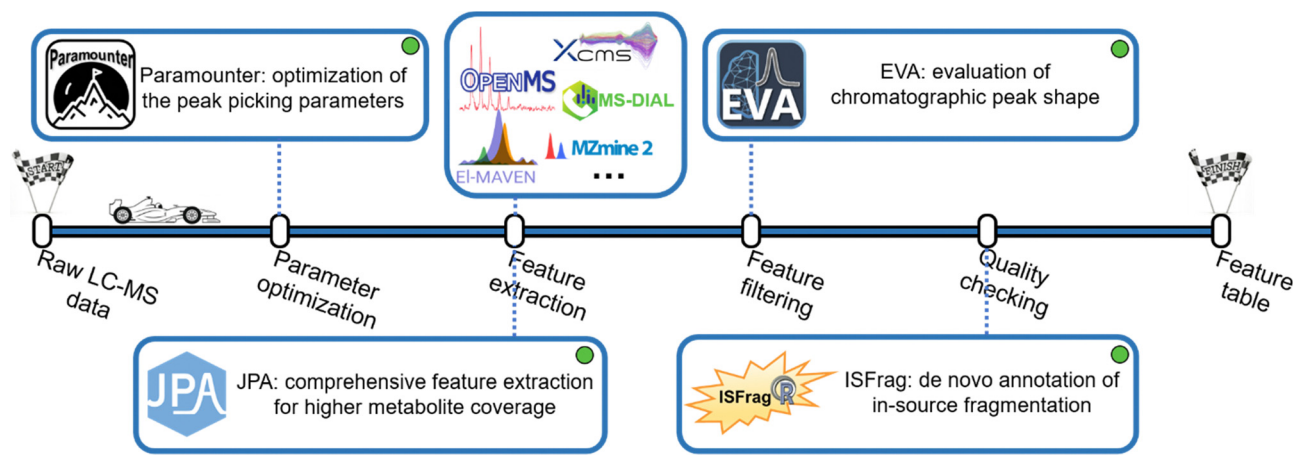 Paramounter
Paramounter: optimization of
the peak picking parameters
Xcms
OPENMS
MS-DIAL
MZmine 2
El-MAVEN
...
EVA
EVA: evaluation of
chromatographic peak shape
START
FINISH
Raw LC-MS
data
Parameter
optimization
Feature
extraction
Feature
filtering
Quality
checking
Feature
table
JPA
JPA: comprehensive feature extraction
for higher metabolite coverage
ISFrag R
ISFrag: de novo annotation of
in-source fragmentation